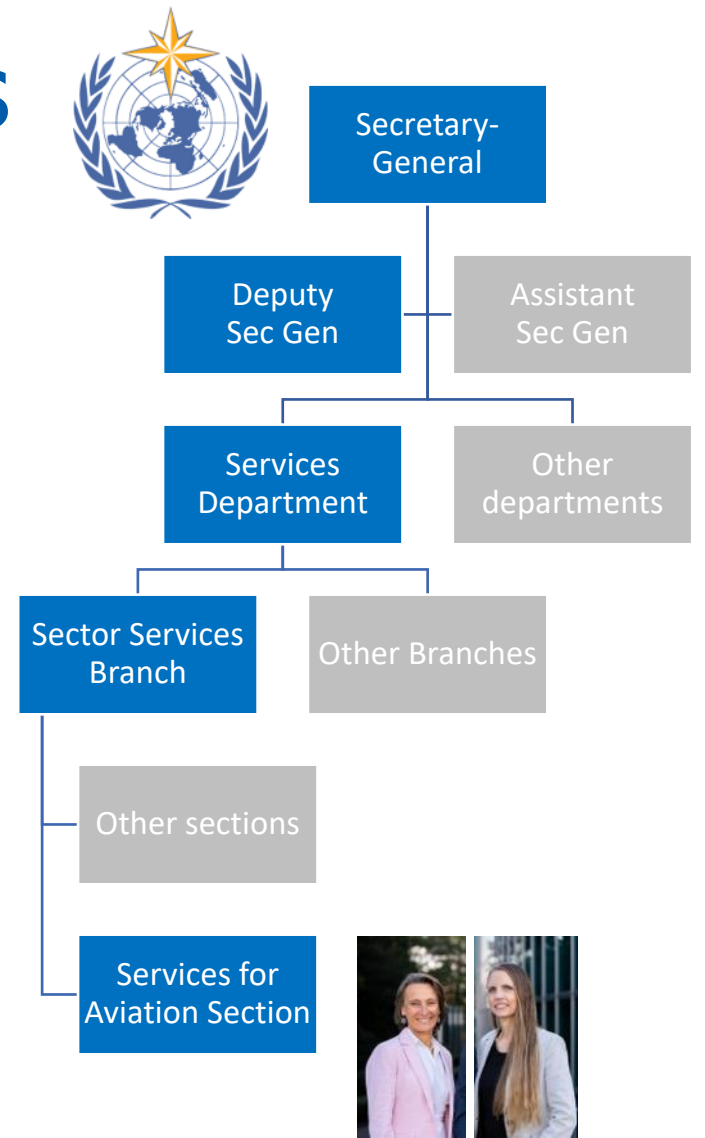 s
Secretary-
General
Deputy
Sec Gen
Assistant
Sec Gen
Services
Department
Other
departments
Sector Services
Branch
Other Branches
Other sections
Services for
Aviation Section